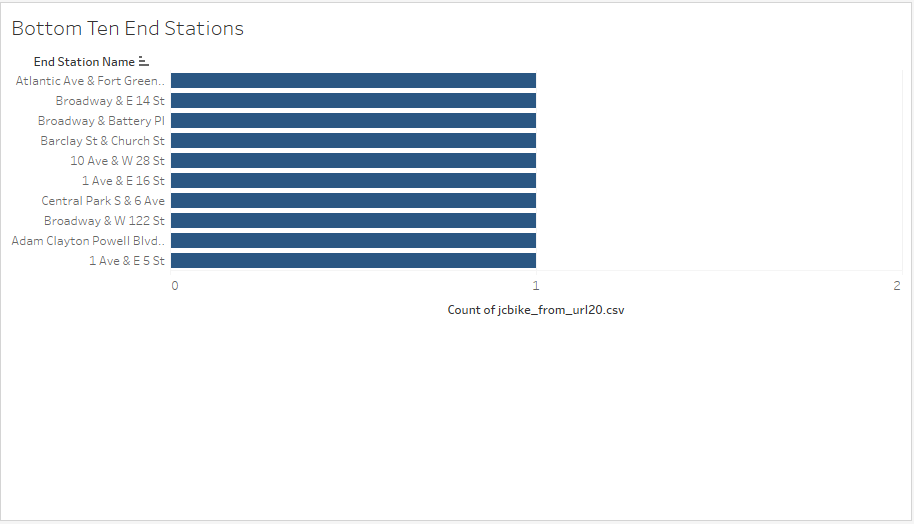 Bottom Ten End Stations
End Station Name
Atlantic Ave & Fort Green..
Broadway & E 14 St
Broadway & Battery Pl
Barclay St & Church St
10 Ave & W 28 St
1 Ave & E 16 St
Central Park S & 6 Ave
Broadway & W 122 St
Adam Clayton Powell Blvd..
1 Ave & E 5 St
0 1 2
Count of jcbike_from_url20.csv